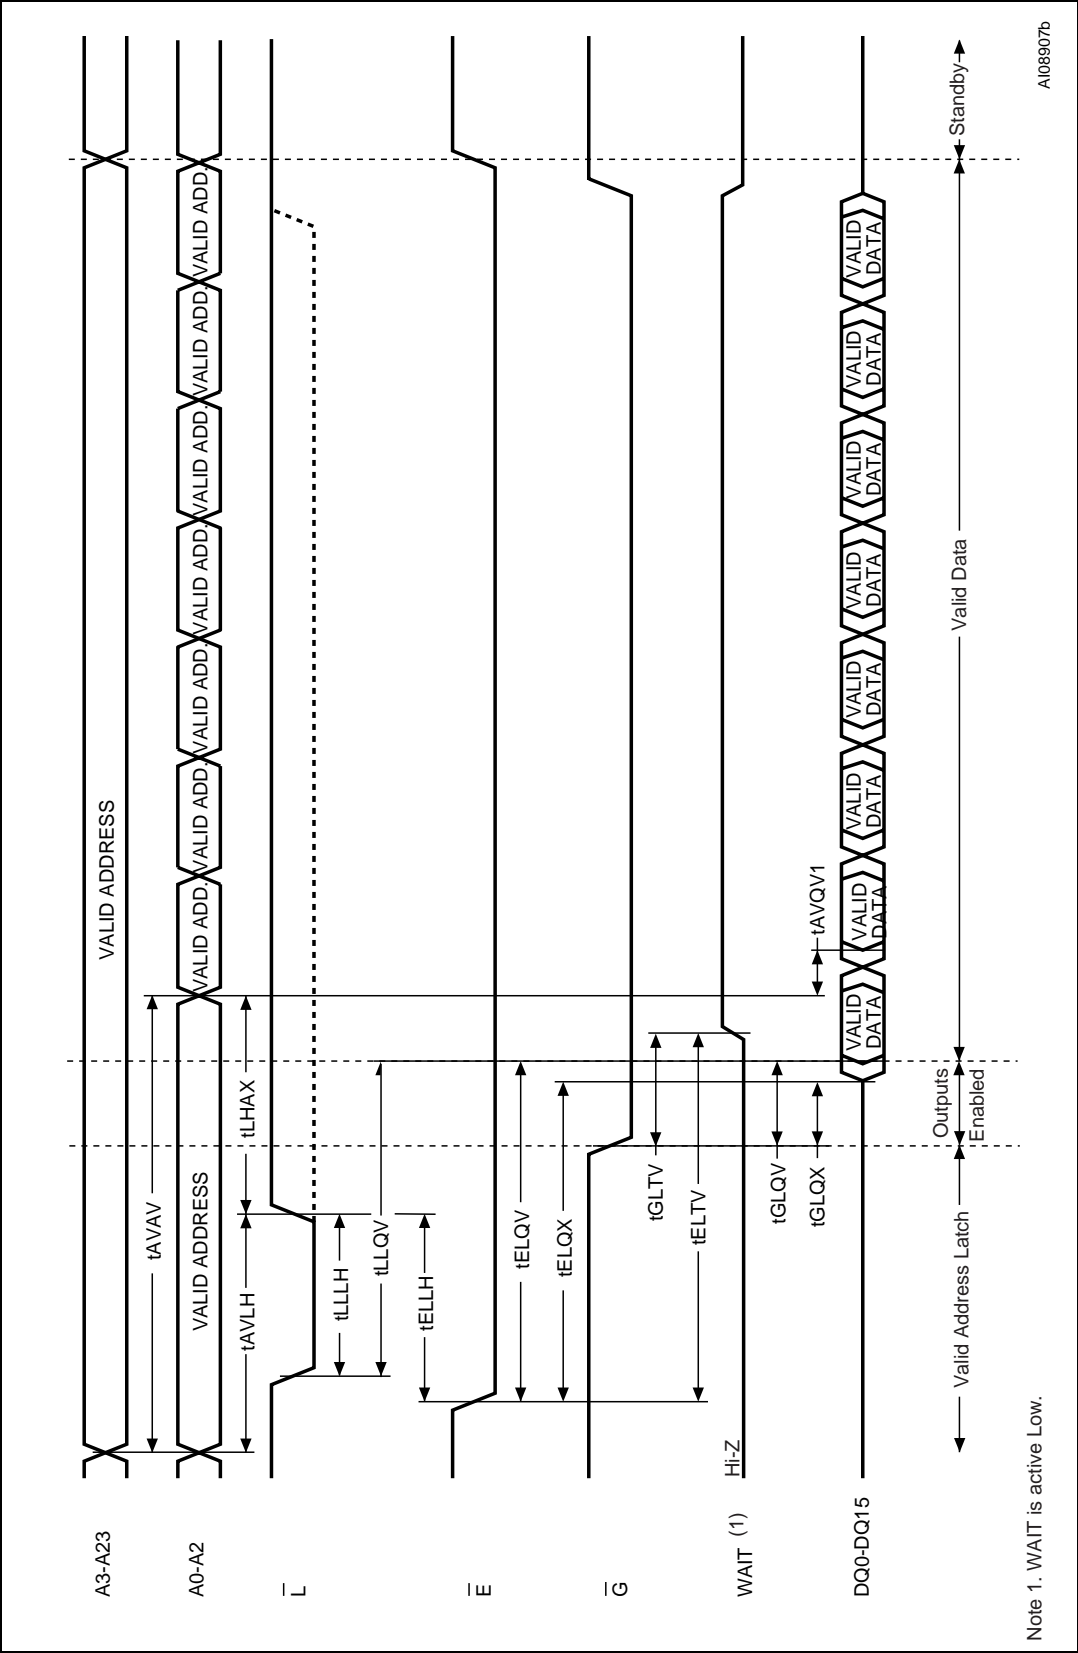 A3-A23
VALID ADDRESS
tAVAV
A0-A2
VALID ADDRESS
VALID ADD.
VALID ADD.
VALID ADD.
VALID ADD.
VALID ADD.
VALID ADD.
VALID ADD.
tAVLH
tLHAX
L
tLLLH
tLLQV
tELLH
E
tELQV
tELQX
G
tGLTV
tELTV
WAIT (1)
Hi-Z
tGLQV
tGLQX
tAVQV1
DQ0-DQ15
VALID
DATA
VALID
DATA
VALID
DATA
VALID
DATA
VALID
DATA
VALID
DATA
VALID
DATA
VALID
DATA
Valid Address Latch
Outputs
Enabled
Valid Data
Standby
Note 1. WAIT is active Low.
AI08907b